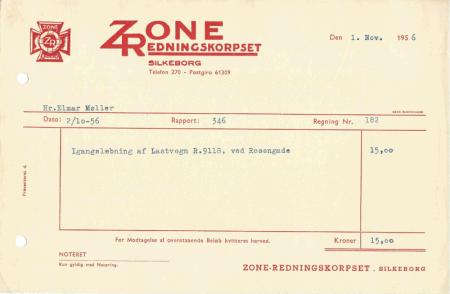 ZONE
ZR
ZONE
REDNINGSKORPSET
SILKEBORG
Telefon 270 - Postgiro 61309
Den 1. Nov. 1956
Hr. Elmar Møller
Dato: 2/10-56 Rapport: 346 Regning Nr. 182
Igangslæbning af Lastvogn R.9118, ved Rosengade 15,00
For Modtagelse af ovenstaaende Beløb kvitteres herved. Kroner 15,00
NOTERET
Kun gyldig med Notering.
ZONE-REDNINGSKORPSET, SILKEBORG